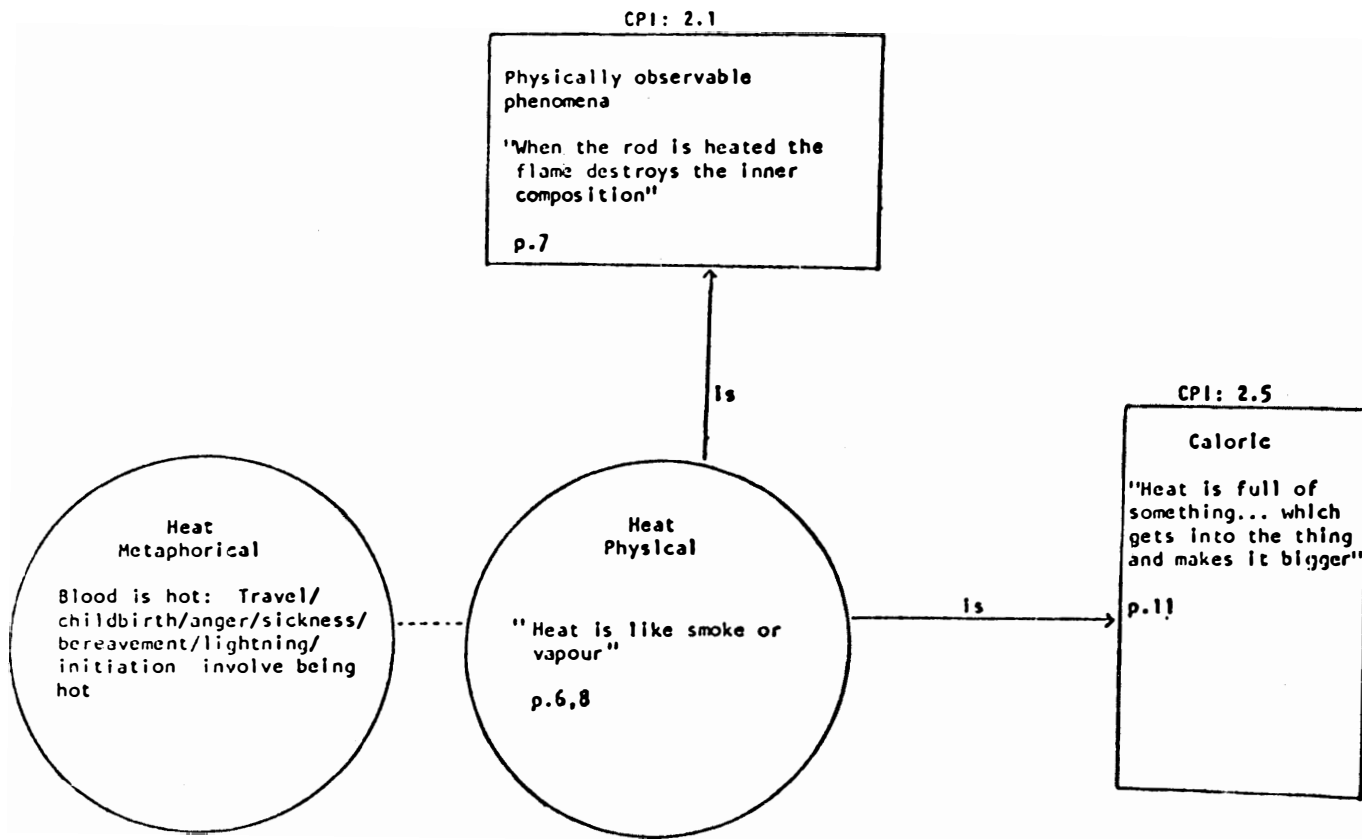 CPI: 2.1
Physically observable
phenomena
"When the rod is heated the
flame destroys the inner
composition"
p.7
is
CPI: 2.5
Caloric
"Heat is full of
something... which
gets into the thing
and makes it bigger"
p.11
is
Heat
Metaphorical
Blood is hot: Travel/
childbirth/anger/sickness/
bereavement/lightning/
initiation involve being
hot
Heat
Physical
"Heat is like smoke or
vapour"
p.6,8